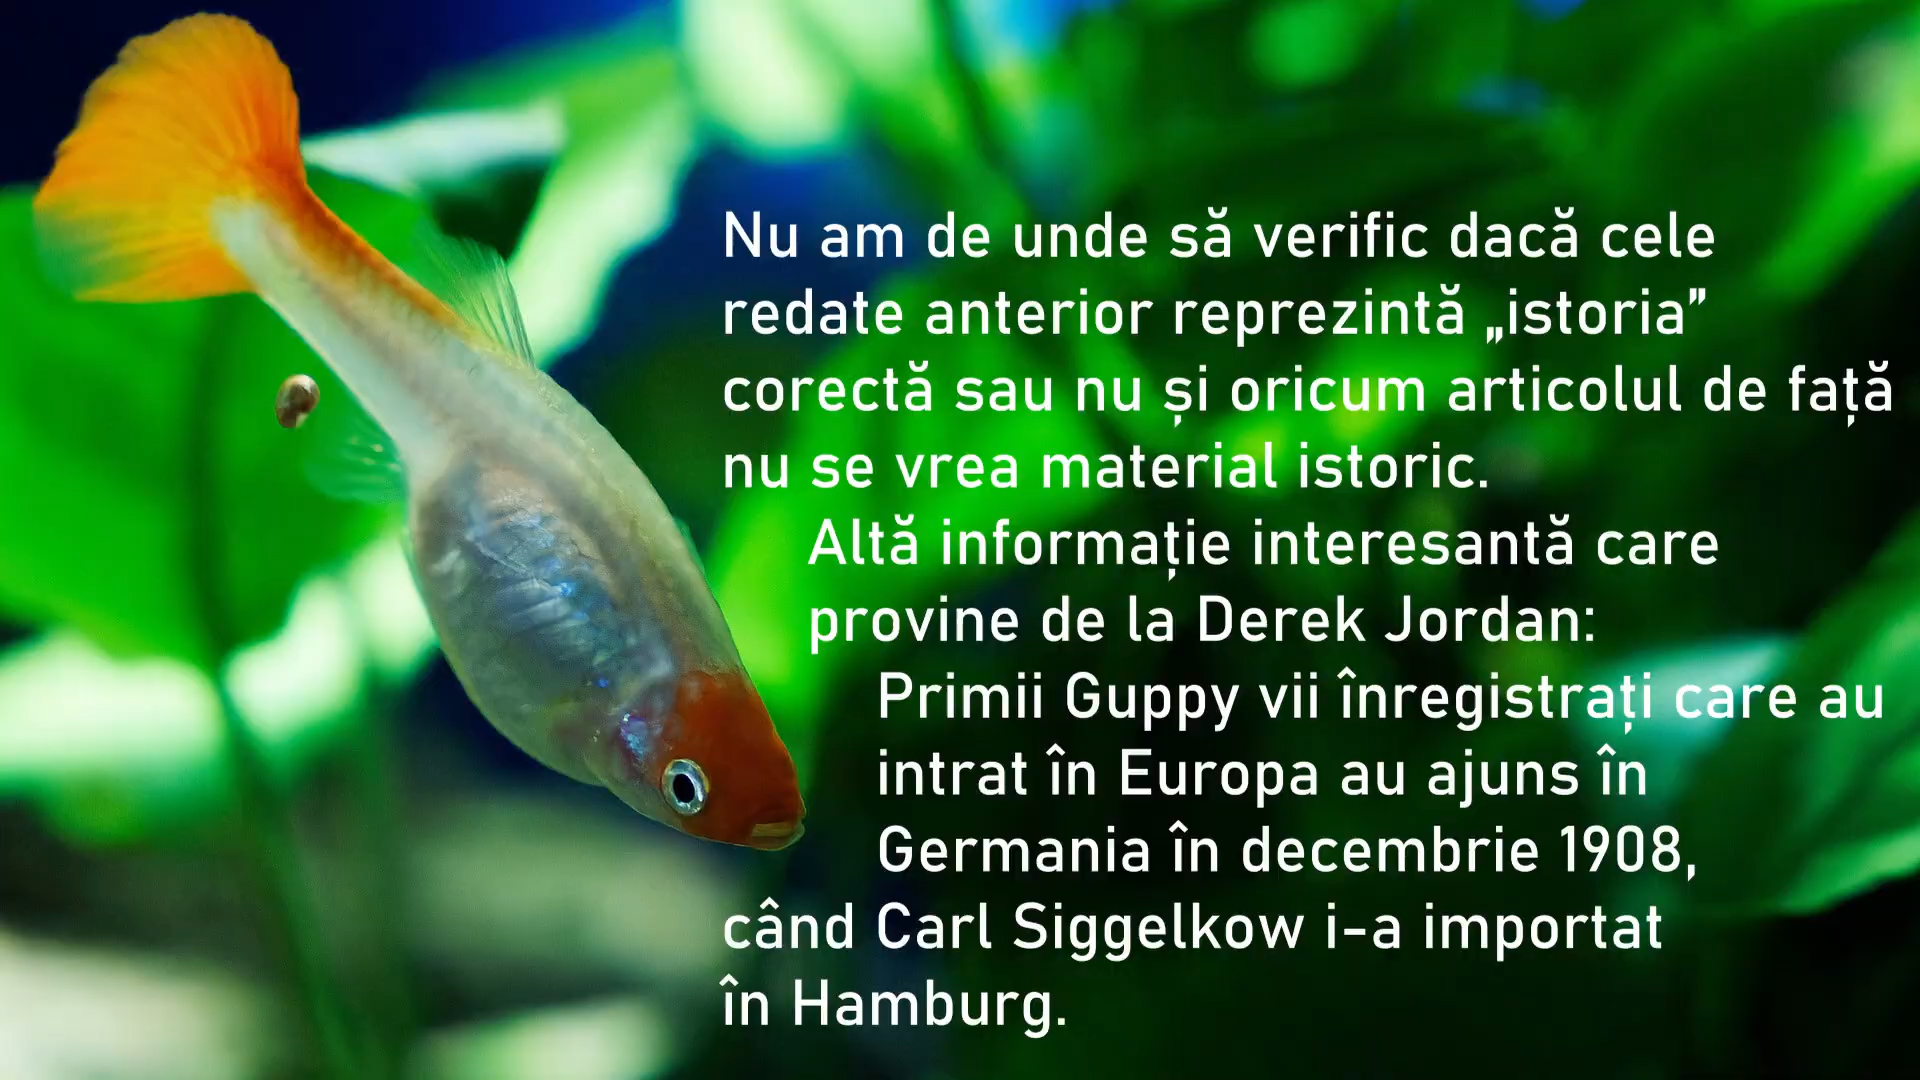 Nu am de unde să verific dacă cele
redate anterior reprezintă „istoria”
corectă sau nu și oricum articolul de față
nu se vrea material istoric.
Altă informație interesantă care
provine de la Derek Jordan:
Primii Guppy vii înregistrați care au
intrat în Europa au ajuns în
Germania în decembrie 1908,
când Carl Siggelkow i-a importat
în Hamburg.